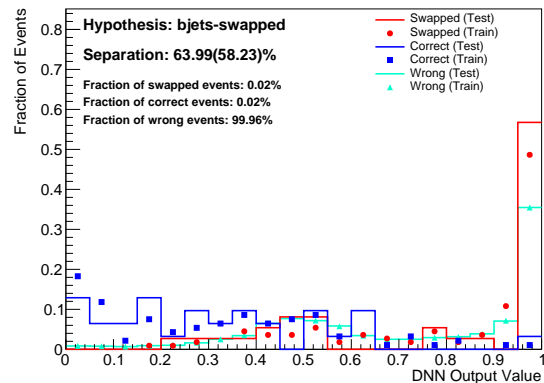 Hypothesis: bjets-swapped
Separation: 63.99(58.23)%
Fraction of swapped events: 0.02%
Fraction of correct events: 0.02%
Fraction of wrong events: 99.96%
Swapped (Test)
Swapped (Train)
Correct (Test)
Correct (Train)
Wrong (Test)
Wrong (Train)
Fraction of Events
0.8
0.7
0.6
0.5
0.4
0.3
0.2
0.1
0
0 0.1 0.2 0.3 0.4 0.5 0.6 0.7 0.8 0.9 1
DNN Output Value